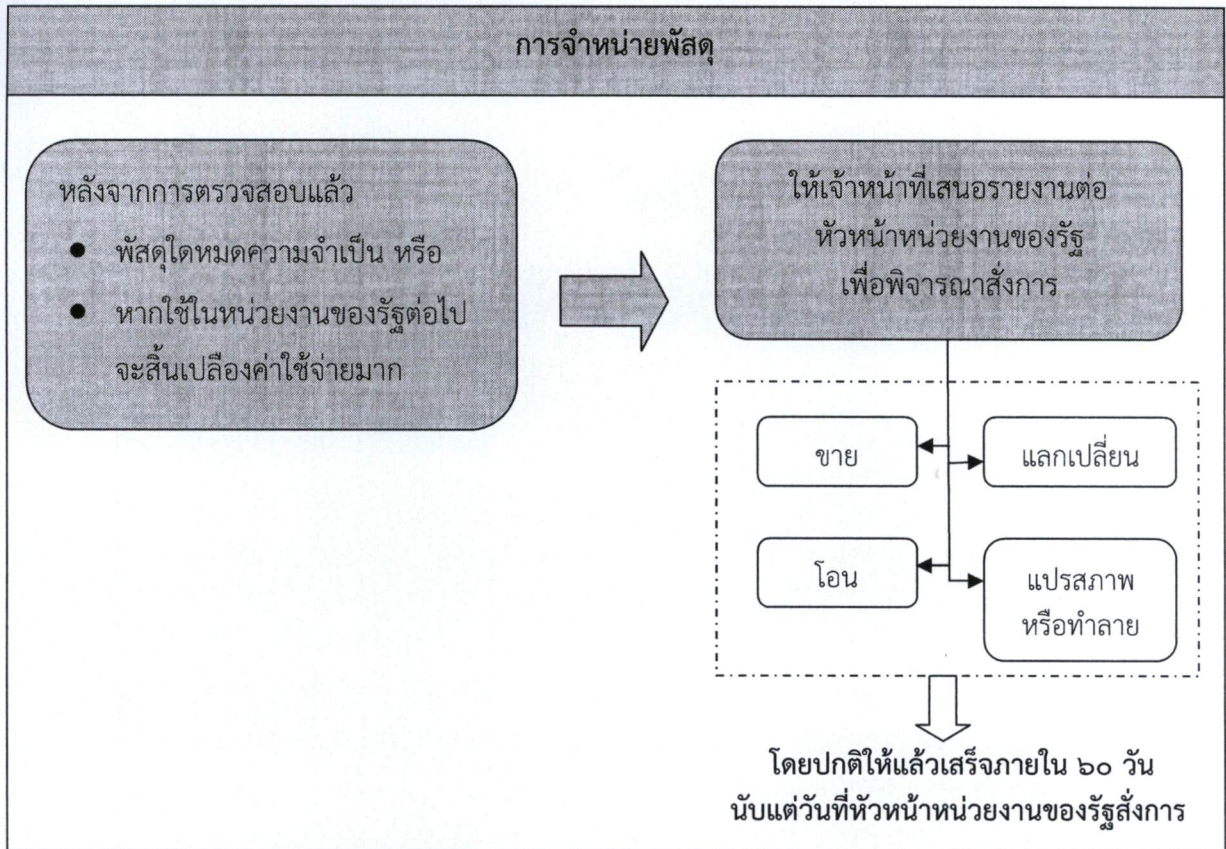 การจำหน่ายพัสดุ
หลังจากการตรวจสอบแล้ว
● พัสดุใดหมดความจำเป็น หรือ
● หากใช้ในหน่วยงานของรัฐต่อไป
จะสิ้นเปลืองค่าใช้จ่ายมาก
ให้เจ้าหน้าที่เสนอรายงานต่อ
หัวหน้าหน่วยงานของรัฐ
เพื่อพิจารณาสั่งการ
ขาย
แลกเปลี่ยน
โอน
แปรสภาพ
หรือทำลาย
โดยปกติให้แล้วเสร็จภายใน ๖๐ วัน
นับแต่วันที่หัวหน้าหน่วยงานของรัฐสั่งการ